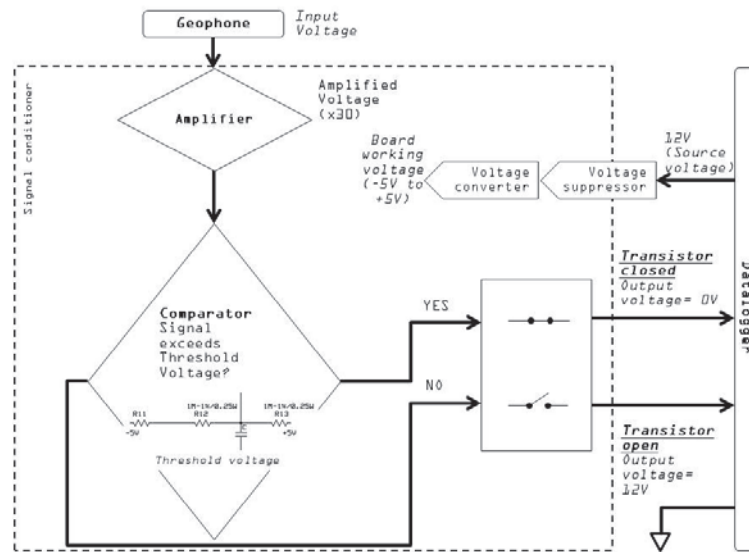 Geophone
Input
Voltage
Signal conditioner
Amplifier
Amplified
Voltage
(x30)
Board
working
voltage
(-5V to
+5V)
Voltage
converter
Voltage
suppressor
12V
(Source
voltage)
Datalogger
Comparator
Signal
exceeds
Threshold
Voltage?
R11
1M-1%/0.25W
R12
1M-1%/0.25W
R13
-5V
+5V
Threshold voltage
YES
NO
Transistor
closed
Output
voltage= 0V
Transistor
open
Output
voltage=
12V